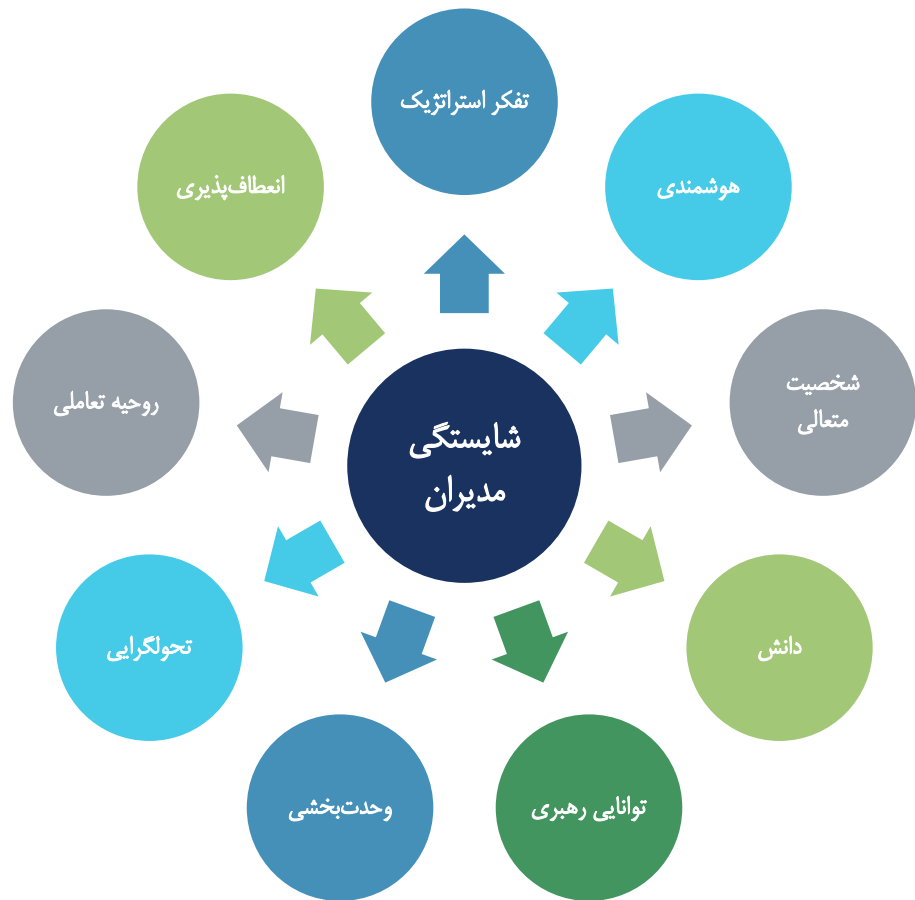 تفکر استراتژیک
هوشمندی
انعطاف‌پذیری
شخصیت
متعالی
روحیه تعاملی
شایستگی
مدیران
دانش
تحولگرایی
توانایی رهبری
وحدت‌بخشی